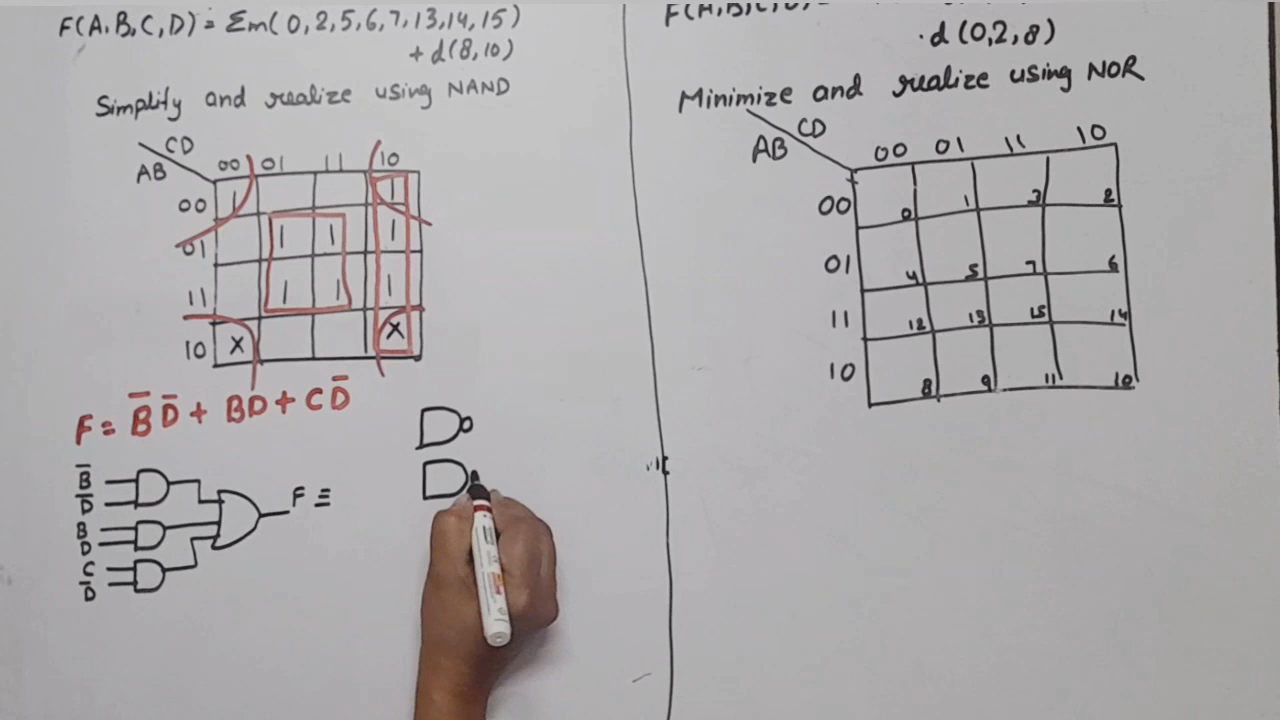 F(A,B,C,D) = Σm( 0,2,5,6,7,13,14,15)
+ d(8,10)
Simplify and realize using NAND
CD
AB
00 01 11 10
00 1 1
01 1 1 1
11 1 1 1
10 X X
F = B̅ D̅ + BD + C D̅
B̅
D̅
B
D
C
D̅
F ≡
F(A,B,C,D) =
.d (0,2,8)
Minimize and realize using NOR
CD
AB
00 01 11 10
00 0 1 3 2
01 4 5 7 6
11 12 13 15 14
10 8 9 11 10